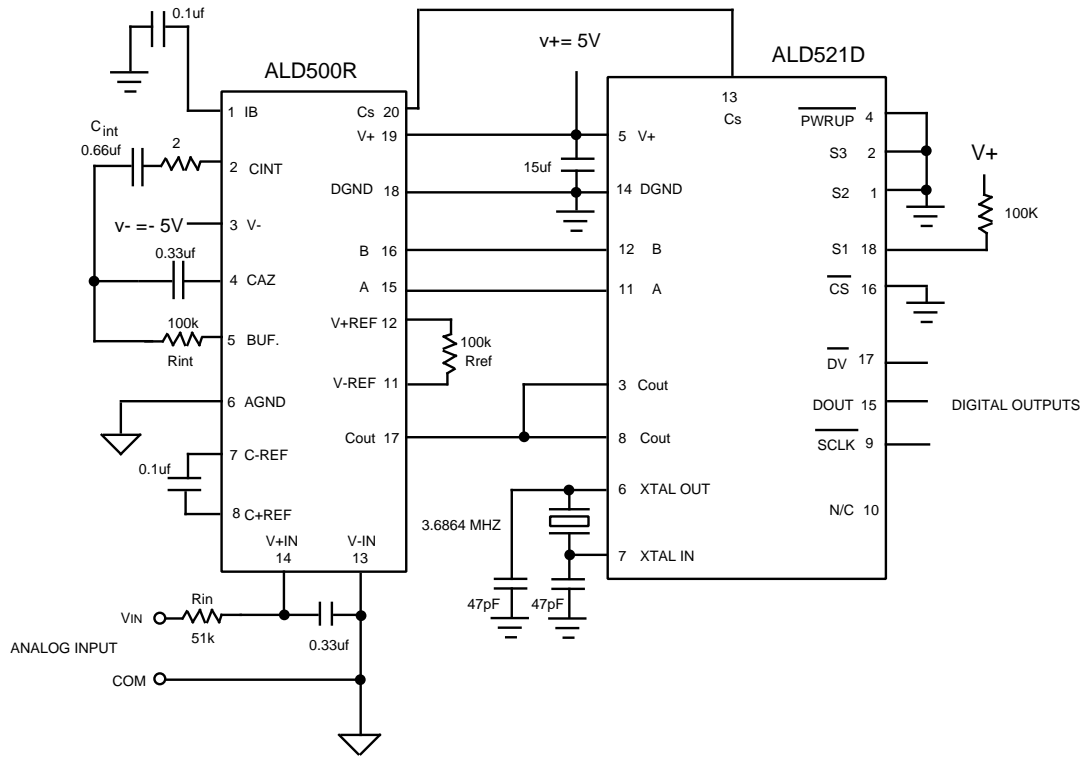 0.1uf
v+= 5V
ALD500R
ALD521D
1 IB
Cs 20
13
Cs
PWRUP 4
C int
0.66uf
2
2 CINT
V+ 19
5 V+
S3 2
V+
15uf
DGND 18
14 DGND
S2 1
100K
v- =- 5V
3 V-
B 16
12 B
S1 18
0.33uf
4 CAZ
A 15
11 A
CS 16
100k
Rint
5 BUF.
V+REF 12
100k
Rref
V-REF 11
DV 17
3 Cout
6 AGND
DOUT 15
DIGITAL OUTPUTS
Cout 17
8 Cout
SCLK 9
0.1uf
7 C-REF
6 XTAL OUT
8 C+REF
3.6864 MHZ
N/C 10
V+IN
14
V-IN
13
7 XTAL IN
47pF
47pF
VIN
Rin
51k
0.33uf
ANALOG INPUT
COM